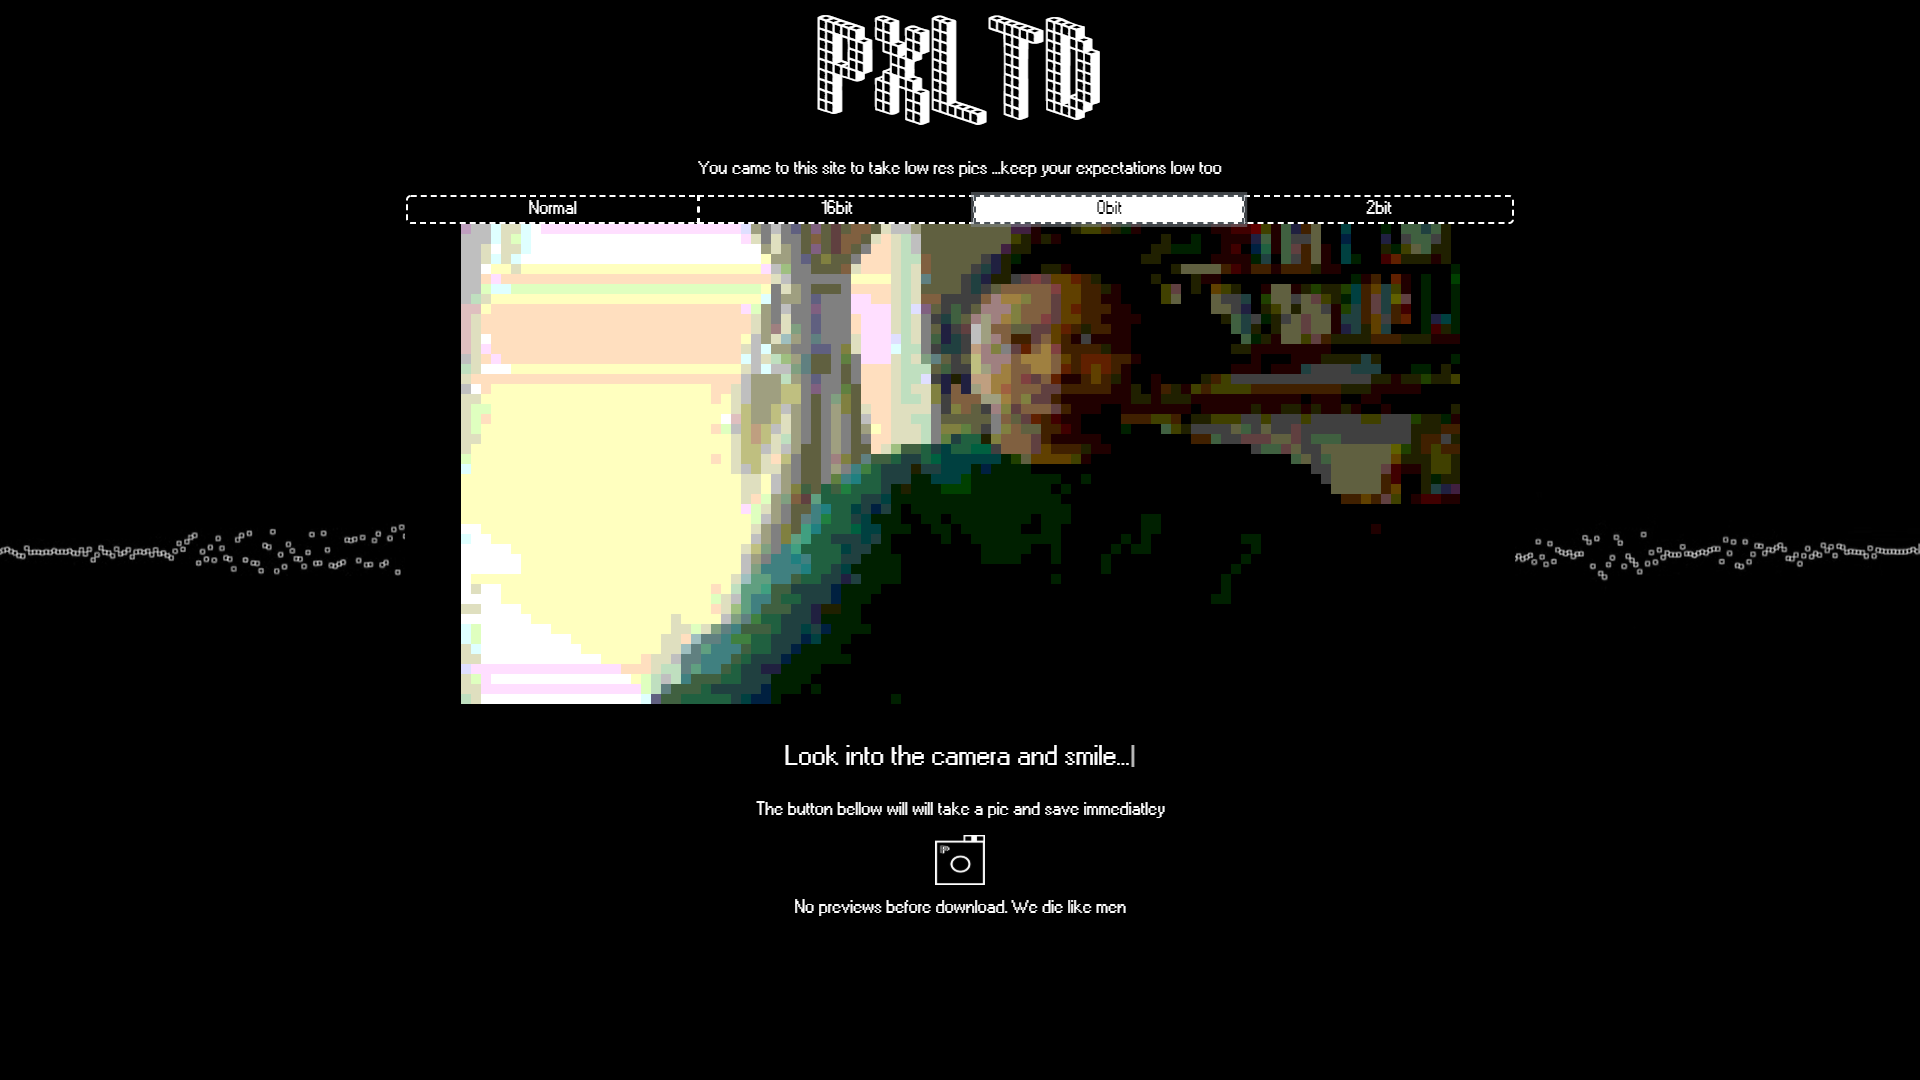 PXLTD
You came to this site to take low res pics ...keep your expectations low too
Normal 16bit 0bit 2bit
Look into the camera and smile...|
The button bellow will will take a pic and save immediatley
P
No previews before download. We die like men